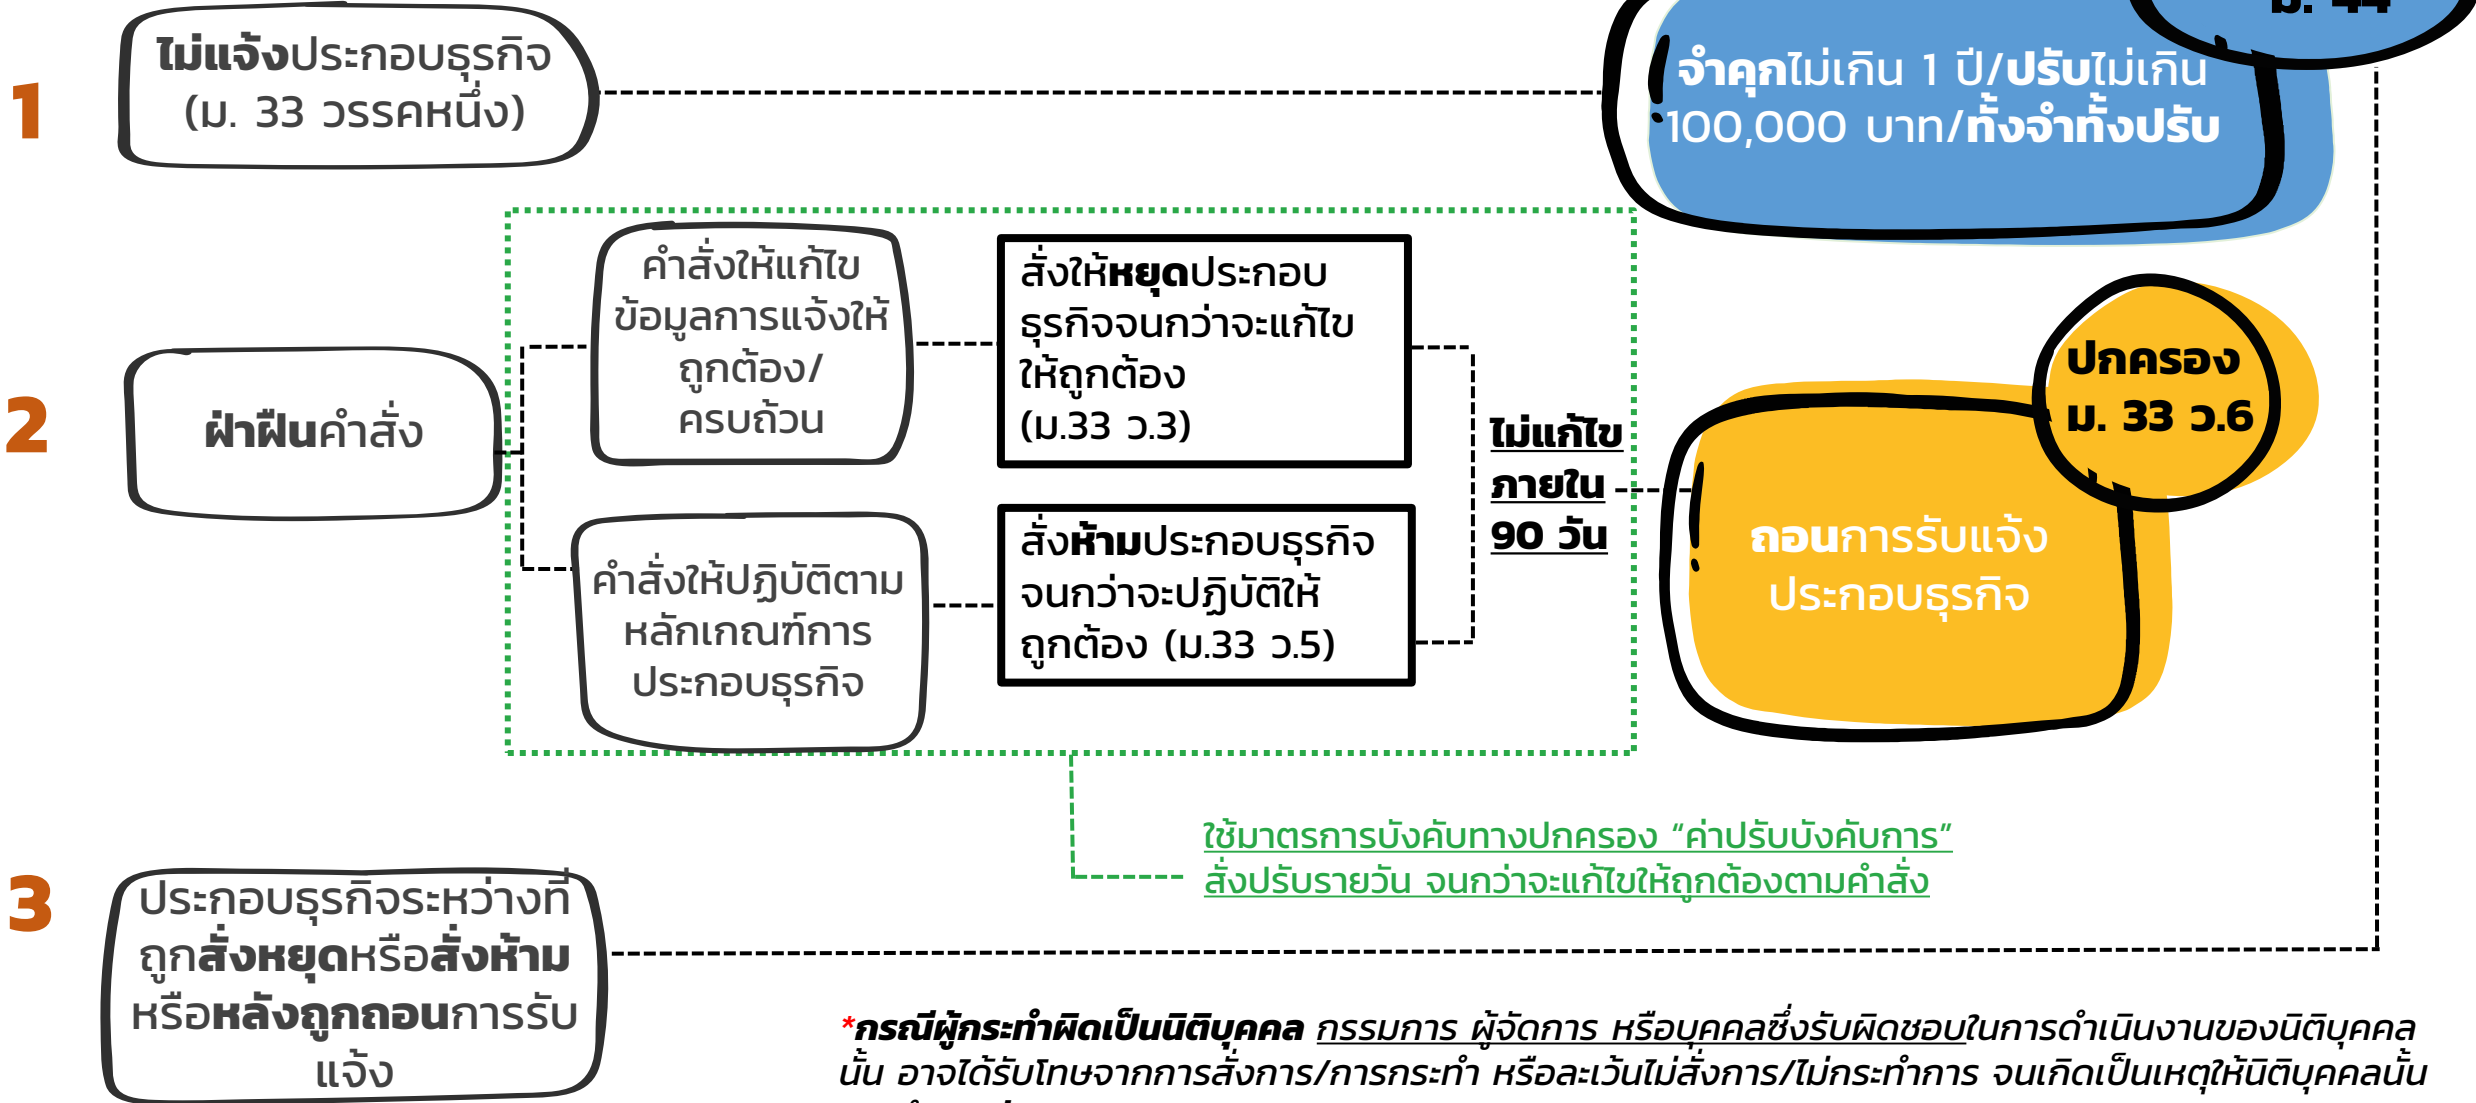 ม. 44
1
ไม่แจ้งประกอบธุรกิจ
(ม. 33 วรรคหนึ่ง)
จำคุกไม่เกิน 1 ปี/ปรับไม่เกิน
100,000 บาท/ทั้งจำทั้งปรับ
2
ฝ่าฝืนคำสั่ง
คำสั่งให้แก้ไข
ข้อมูลการแจ้งให้
ถูกต้อง/
ครบถ้วน
สั่งให้หยุดประกอบ
ธุรกิจจนกว่าจะแก้ไข
ให้ถูกต้อง
(ม.33 ว.3)
คำสั่งให้ปฏิบัติตาม
หลักเกณฑ์การ
ประกอบธุรกิจ
สั่งห้ามประกอบธุรกิจ
จนกว่าจะปฏิบัติให้
ถูกต้อง (ม.33 ว.5)
ไม่แก้ไข
ภายใน
90 วัน
ปกครอง
ม. 33 ว.6
ถอนการรับแจ้ง
ประกอบธุรกิจ
ใช้มาตรการบังคับทางปกครอง “ค่าปรับบังคับการ”
สั่งปรับรายวัน จนกว่าจะแก้ไขให้ถูกต้องตามคำสั่ง
3
ประกอบธุรกิจระหว่างที่
ถูกสั่งหยุดหรือสั่งห้าม
หรือหลังถูกถอนการรับ
แจ้ง
*กรณีผู้กระทำผิดเป็นนิติบุคคล กรรมการ ผู้จัดการ หรือบุคคลซึ่งรับผิดชอบในการดำเนินงานของนิติบุคคล
นั้น อาจได้รับโทษจากการสั่งการ/การกระทำ หรือละเว้นไม่สั่งการ/ไม่กระทำการ จนเกิดเป็นเหตุให้นิติบุคคลนั้น